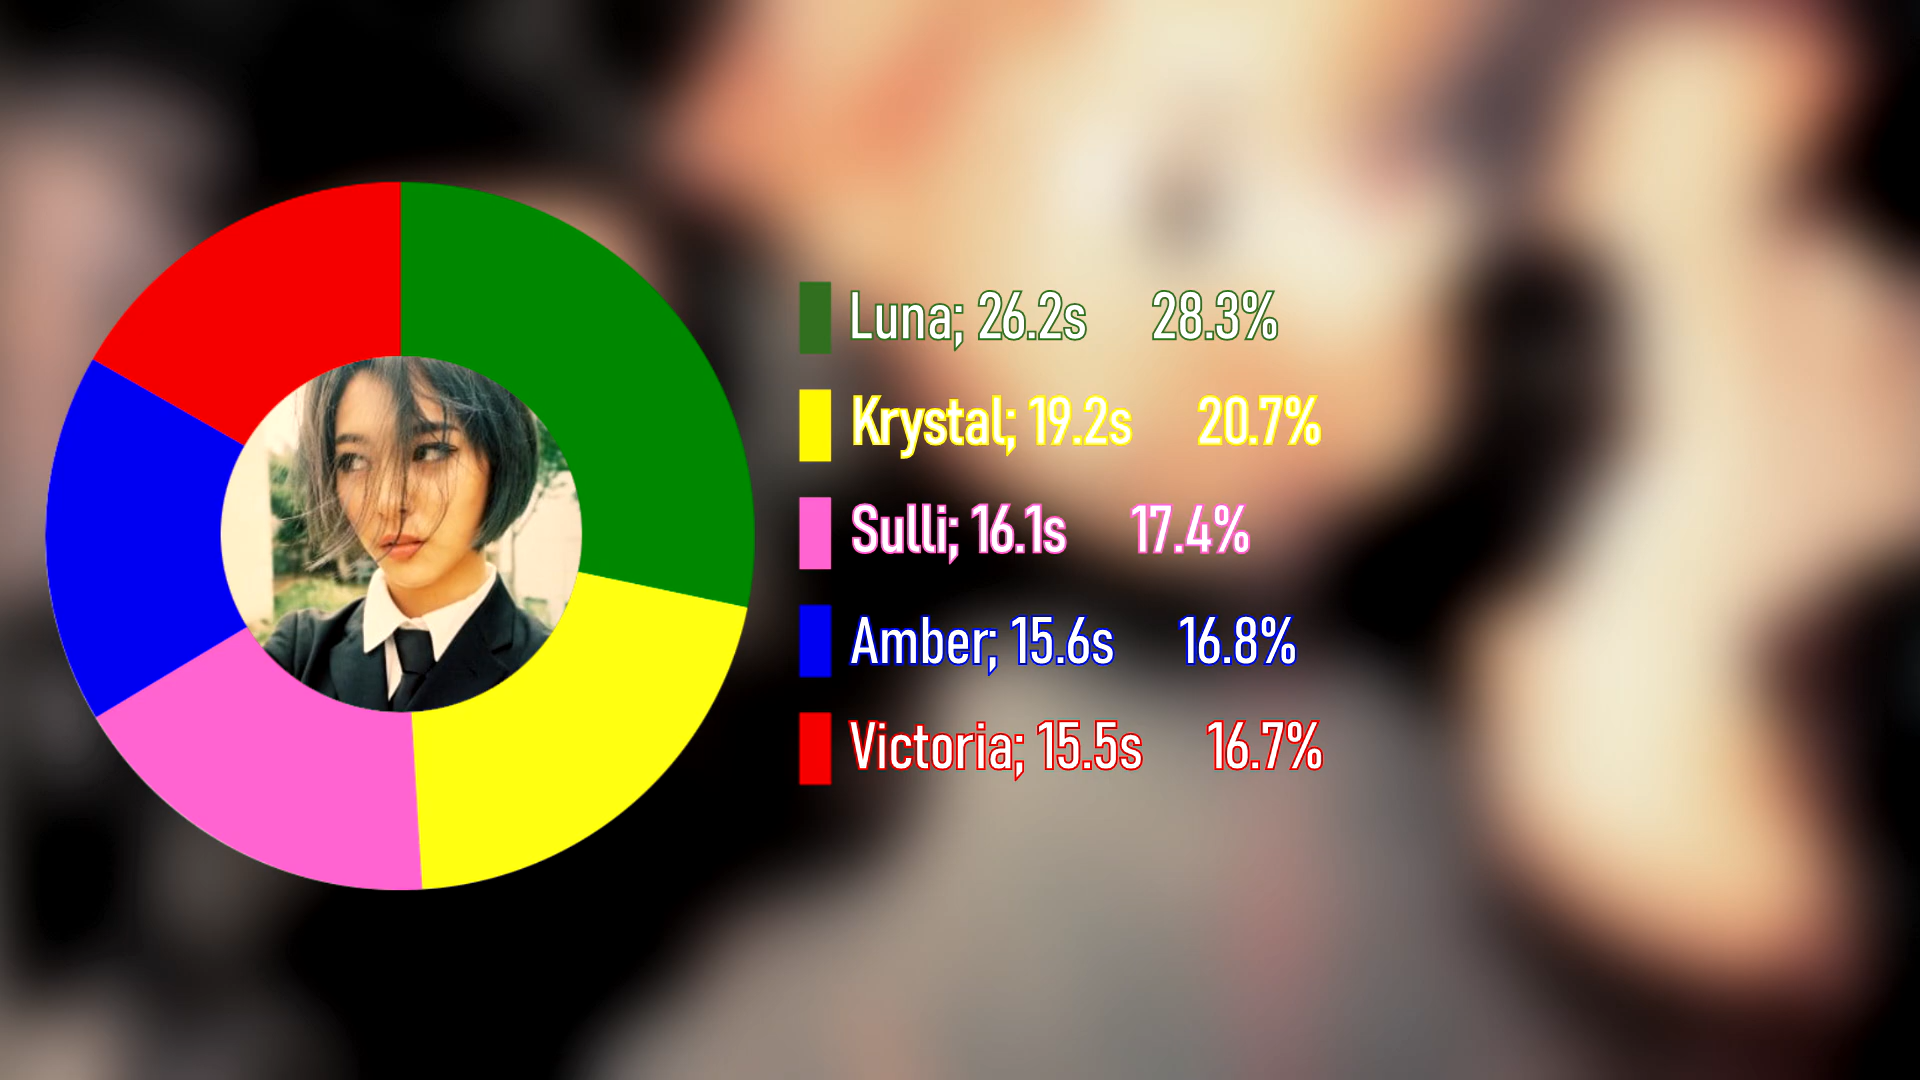 Luna; 26.2s 28.3%
Krystal; 19.2s 20.7%
Sulli; 16.1s 17.4%
Amber; 15.6s 16.8%
Victoria; 15.5s 16.7%